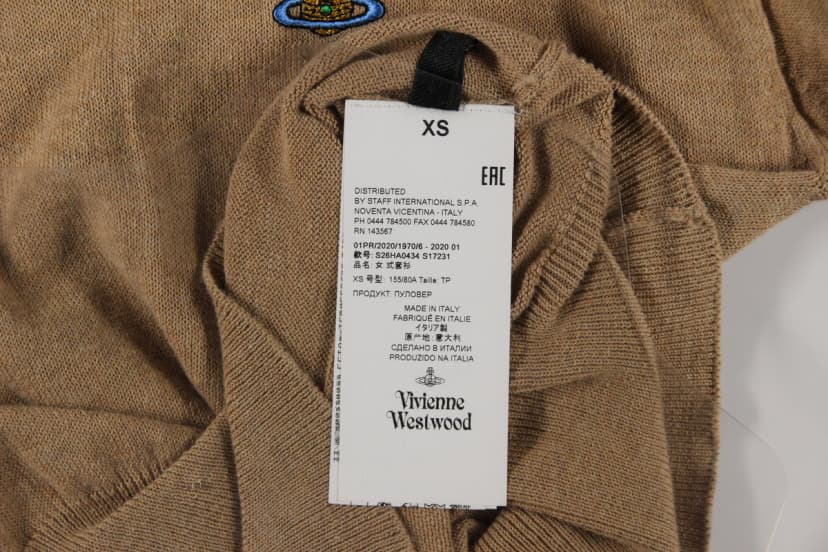 XS
EAC
DISTRIBUTED
BY STAFF INTERNATIONAL S.P.A.
NOVENTA VICENTINA - ITALY
PH 0444 784500 FAX 0444 784580
RN 143567
01PR/2020/1970/6 - 2020 01
款号: S26HA0434 S17231
品名: 女 式套衫
XS 号型: 155/80A Taille: TP
ПРОДУКТ: ПУЛОВЕР
MADE IN ITALY
FABRIQUÉ EN ITALIE
イタリア製
原产地: 意大利
СДЕЛАНО В ИТАЛИИ
PRODUZIDO NA ITALIA
Vivienne
Westwood